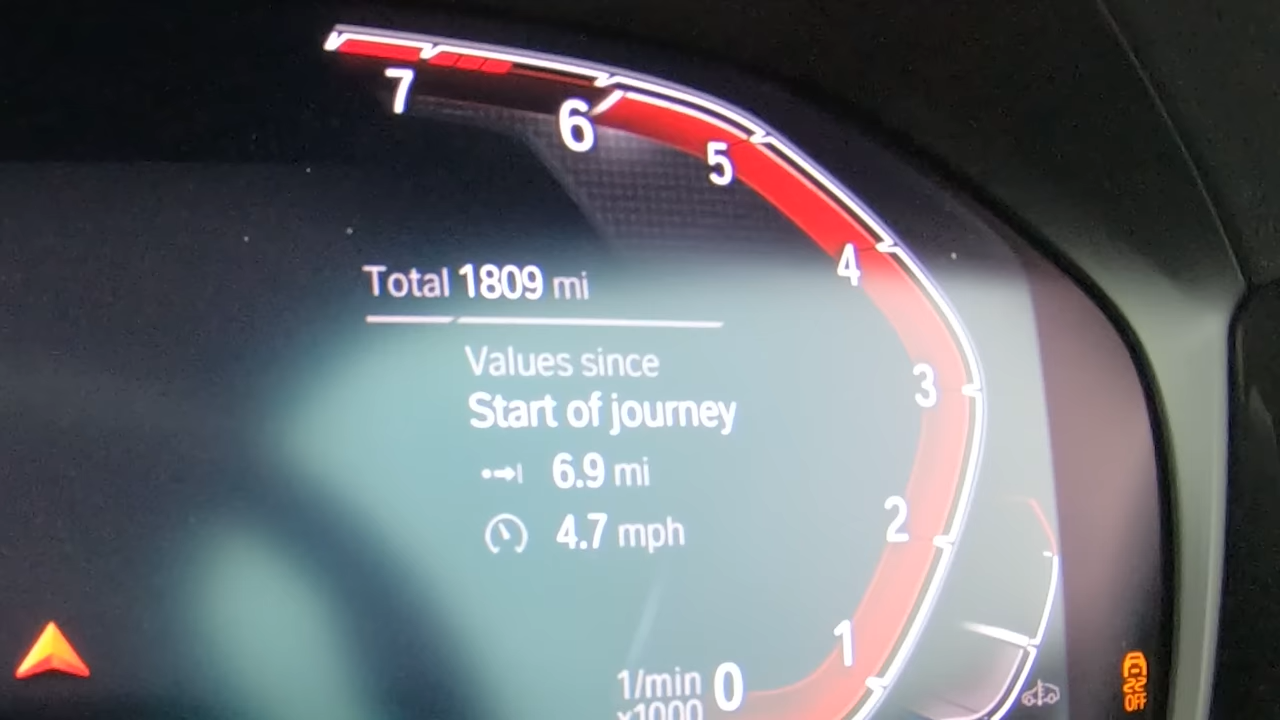 7
6
5
4
Total 1809 mi
Values since
3
Start of journey
6.9 mi
2
4.7 mph
1
1/min 0
x1000
OFF